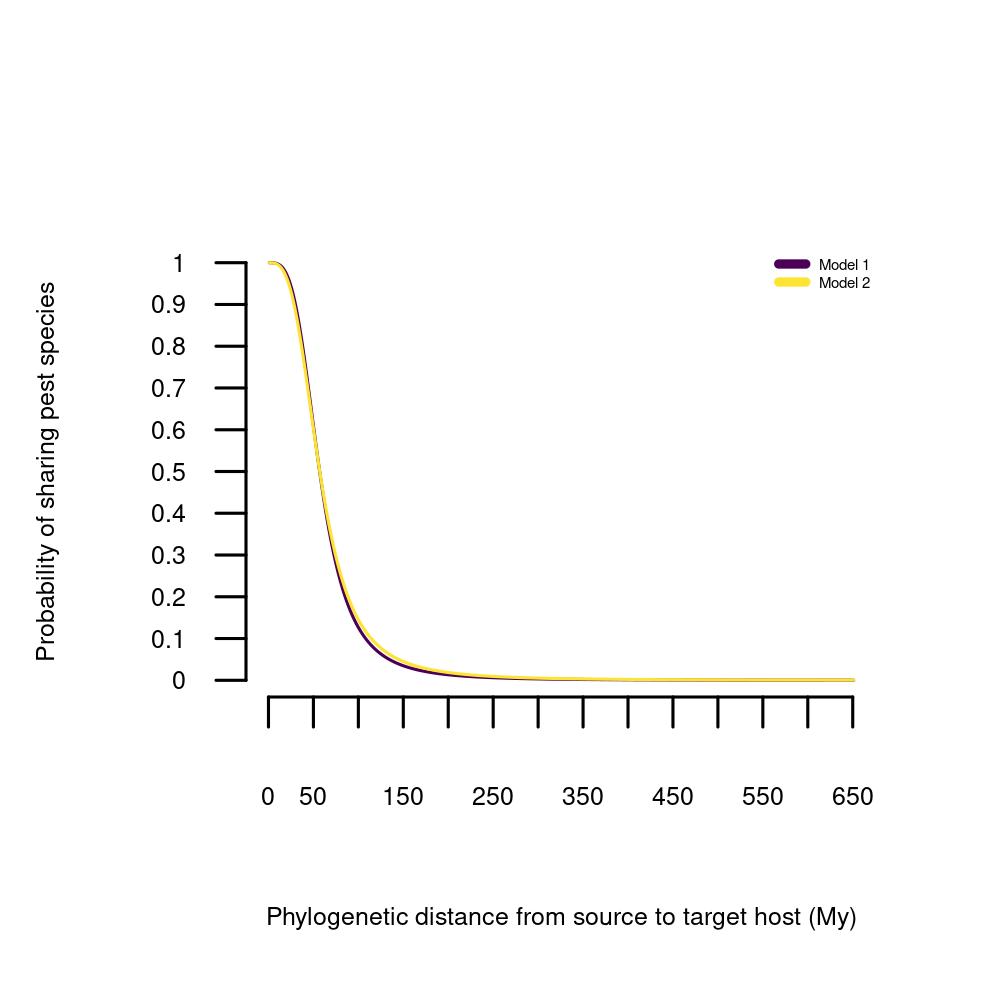 Model 1
Model 2
Probability of sharing pest species
1
0.9
0.8
0.7
0.6
0.5
0.4
0.3
0.2
0.1
0
0 50 150 250 350 450 550 650
Phylogenetic distance from source to target host (My)